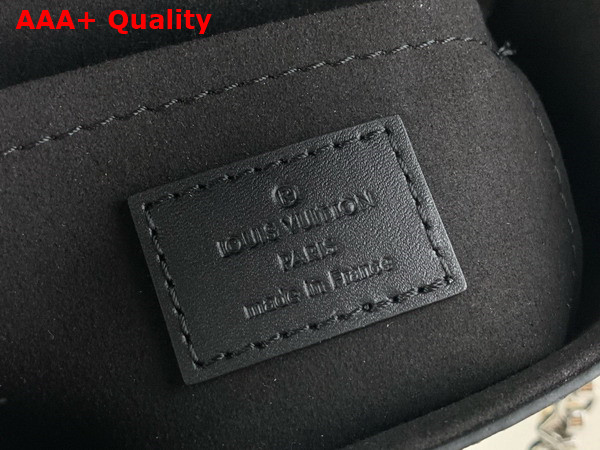 AAA+ Quality
®
LOUIS VUITTON
PARIS
made in France